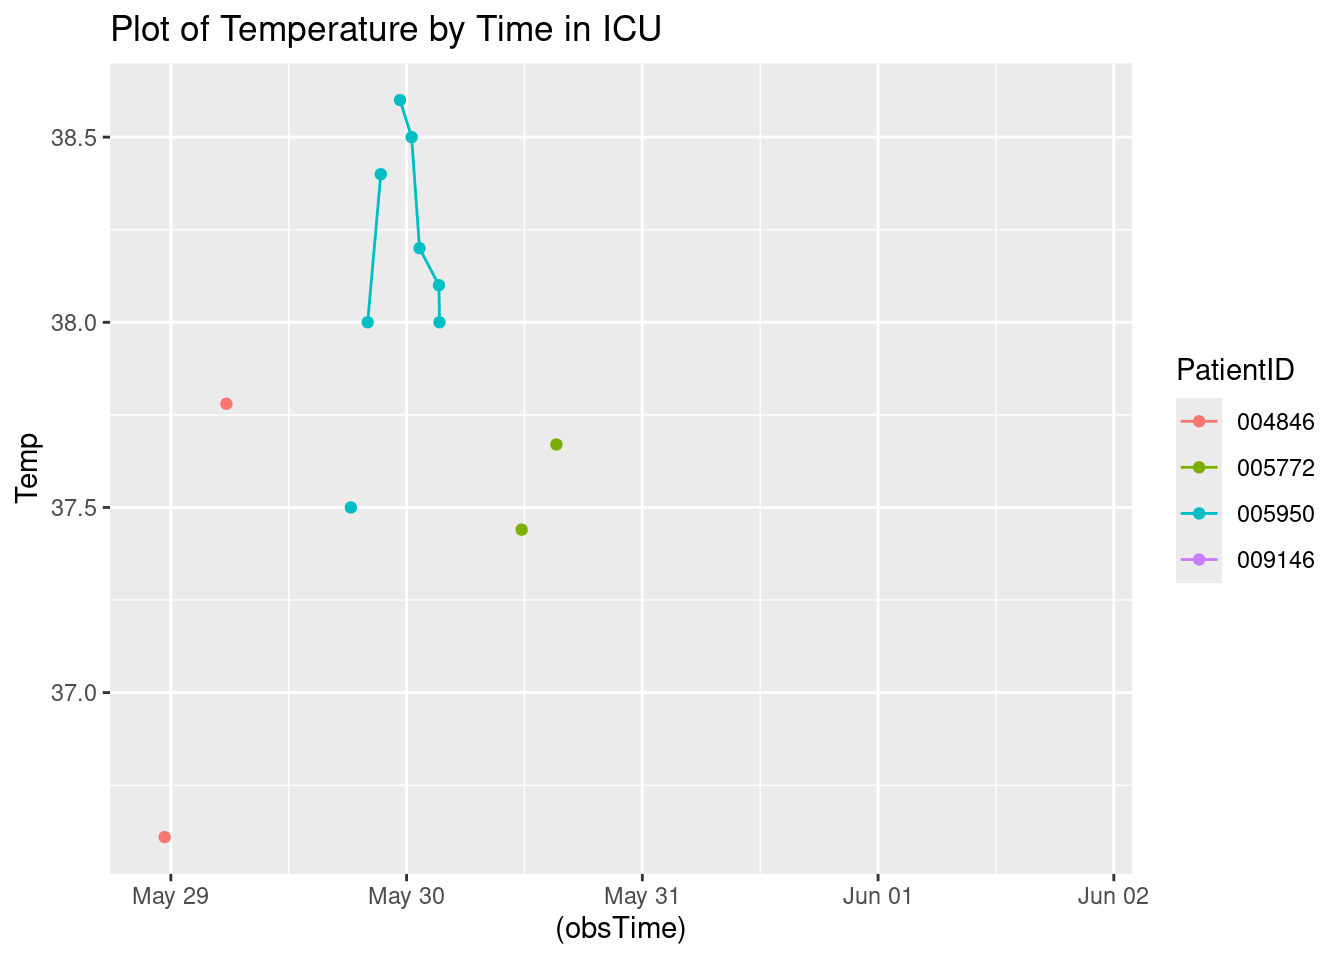 Plot of Temperature by Time in ICU
38.5
38.0
37.5
37.0
Temp
May 29
May 30
May 31
Jun 01
Jun 02
(obsTime)
PatientID
004846
005772
005950
009146